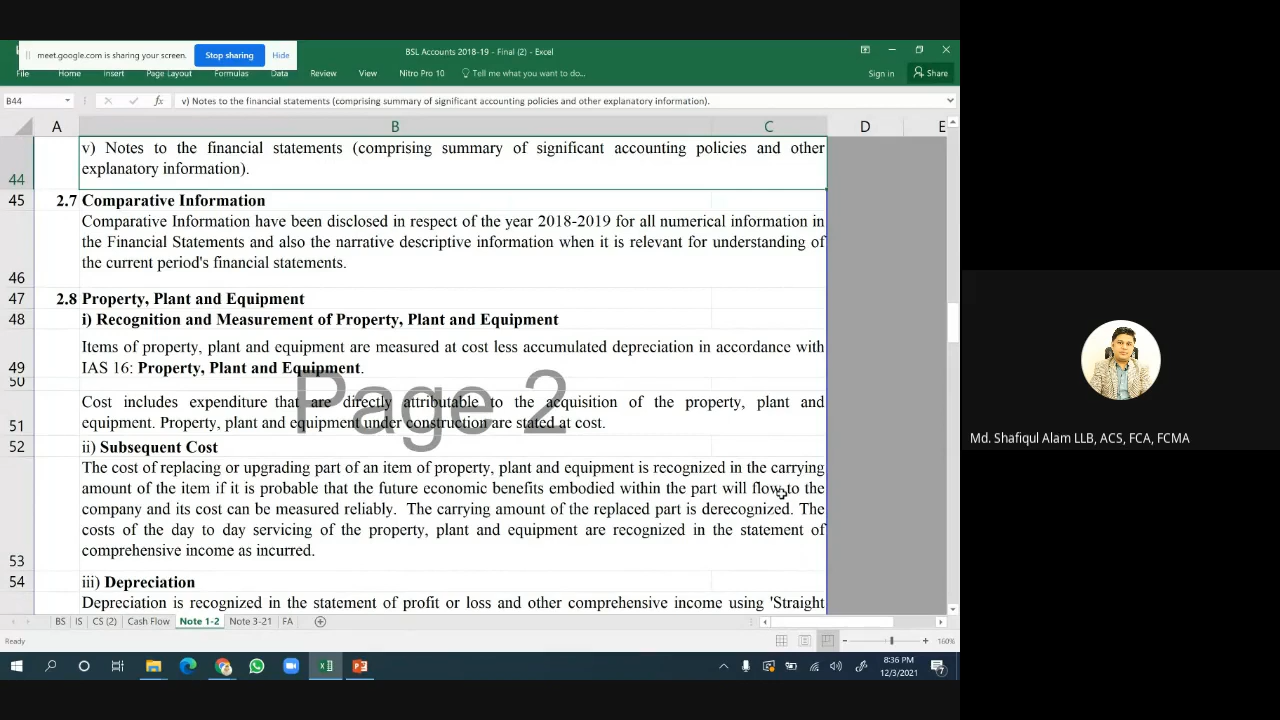 meet.google.com is sharing your screen. Stop sharing Hide
BSL Accounts 2018-19 - Final (2) - Excel
File Home Insert Page Layout Formulas Data Review View Nitro Pro 10 Tell me what you want to do... Sign in Share
B44 fx v) Notes to the financial statements (comprising summary of significant accounting policies and other explanatory information).
A B C D E
v) Notes to the financial statements (comprising summary of significant accounting policies and other
explanatory information).
44
45 2.7 Comparative Information
Comparative Information have been disclosed in respect of the year 2018-2019 for all numerical information in
the Financial Statements and also the narrative descriptive information when it is relevant for understanding of
the current period's financial statements.
46
47 2.8 Property, Plant and Equipment
48 i) Recognition and Measurement of Property, Plant and Equipment
Items of property, plant and equipment are measured at cost less accumulated depreciation in accordance with
49 IAS 16: Property, Plant and Equipment.
50
Page 2
Cost includes expenditure that are directly attributable to the acquisition of the property, plant and
51 equipment. Property, plant and equipment under construction are stated at cost.
52 ii) Subsequent Cost
The cost of replacing or upgrading part of an item of property, plant and equipment is recognized in the carrying
amount of the item if it is probable that the future economic benefits embodied within the part will flow to the
company and its cost can be measured reliably. The carrying amount of the replaced part is derecognized. The
costs of the day to day servicing of the property, plant and equipment are recognized in the statement of
comprehensive income as incurred.
53
54 iii) Depreciation
Depreciation is recognized in the statement of profit or loss and other comprehensive income using 'Straight
BS IS CS (2) Cash Flow Note 1-2 Note 3-21 FA
Ready 160%
8:36 PM
12/3/2021
7
Md. Shafiqul Alam LLB, ACS, FCA, FCMA